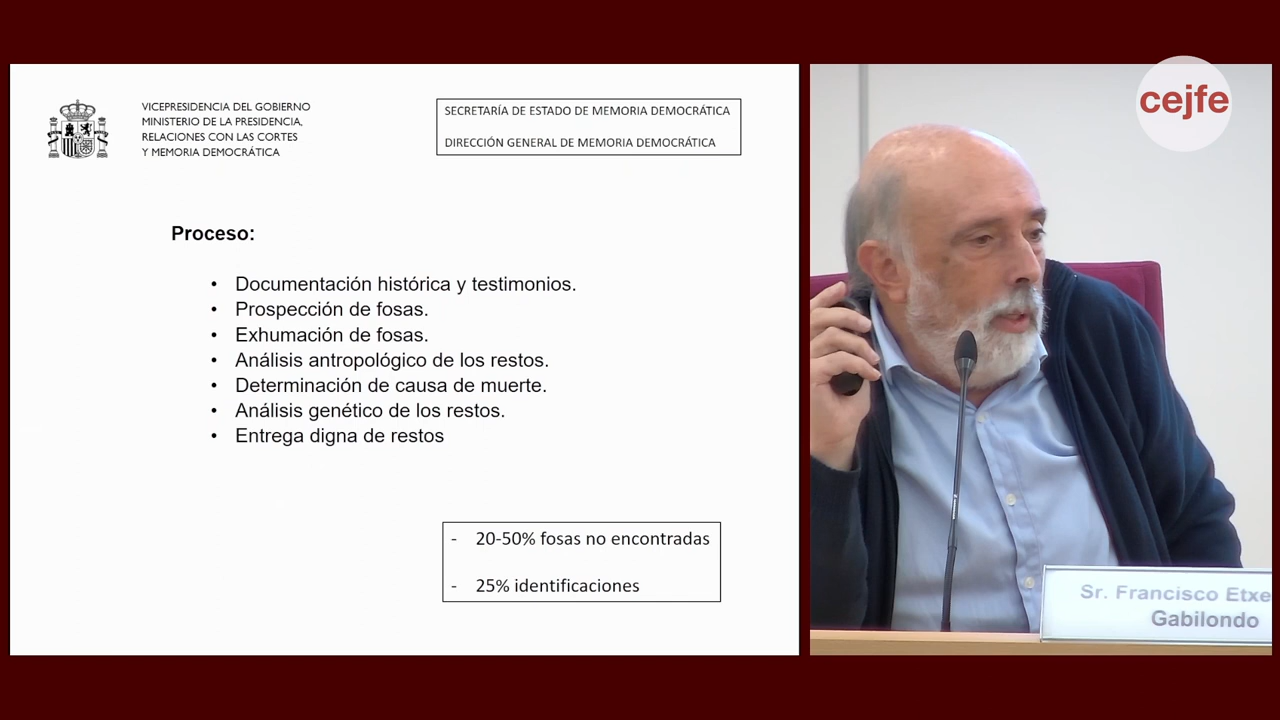 VICEPRESIDENCIA DEL GOBIERNO
MINISTERIO DE LA PRESIDENCIA,
RELACIONES CON LAS CORTES
Y MEMORIA DEMOCRÁTICA
SECRETARÍA DE ESTADO DE MEMORIA DEMOCRÁTICA
DIRECCIÓN GENERAL DE MEMORIA DEMOCRÁTICA
Proceso:
• Documentación histórica y testimonios.
• Prospección de fosas.
• Exhumación de fosas.
• Análisis antropológico de los restos.
• Determinación de causa de muerte.
• Análisis genético de los restos.
• Entrega digna de restos
- 20-50% fosas no encontradas
- 25% identificaciones
cejfe
Sr. Francisco Etxe
Gabilondo